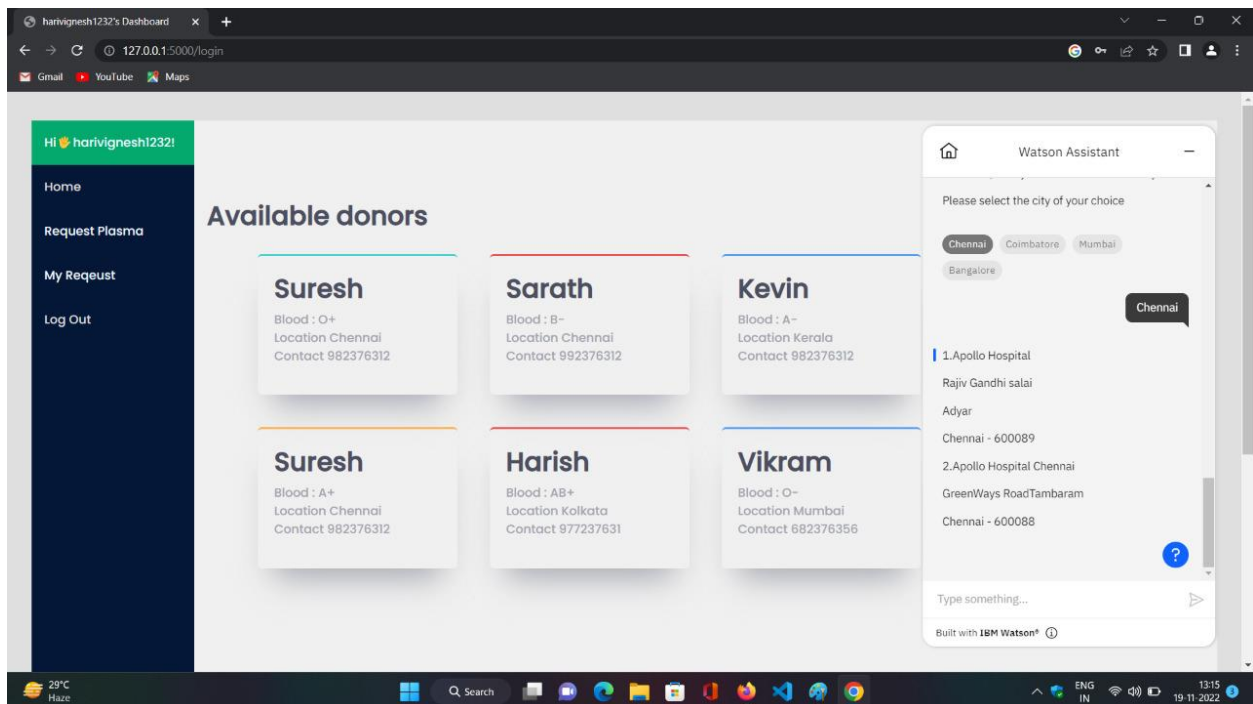 harivignesh1232's Dashboard
127.0.0.1:5000/login
Gmail YouTube Maps
Hi🖐 harivignesh1232!
Home
Request Plasma
My Reqeust
Log Out
Available donors
Suresh
Blood : O+
Location Chennai
Contact 982376312
Sarath
Blood : B-
Location Chennai
Contact 992376312
Kevin
Blood : A-
Location Kerala
Contact 982376312
Suresh
Blood : A+
Location Chennai
Contact 982376312
Harish
Blood : AB+
Location Kolkata
Contact 977237631
Vikram
Blood : O-
Location Mumbai
Contact 682376356
Watson Assistant
Please select the city of your choice
Chennai Coimbatore Mumbai
Bangalore
Chennai
1.Apollo Hospital
Rajiv Gandhi salai
Adyar
Chennai - 600089
2.Apollo Hospital Chennai
GreenWays RoadTambaram
Chennai - 600088
?
Type something...
Built with IBM Watson®
29°C
Haze
Search
ENG
IN
13:15
19-11-2022
3